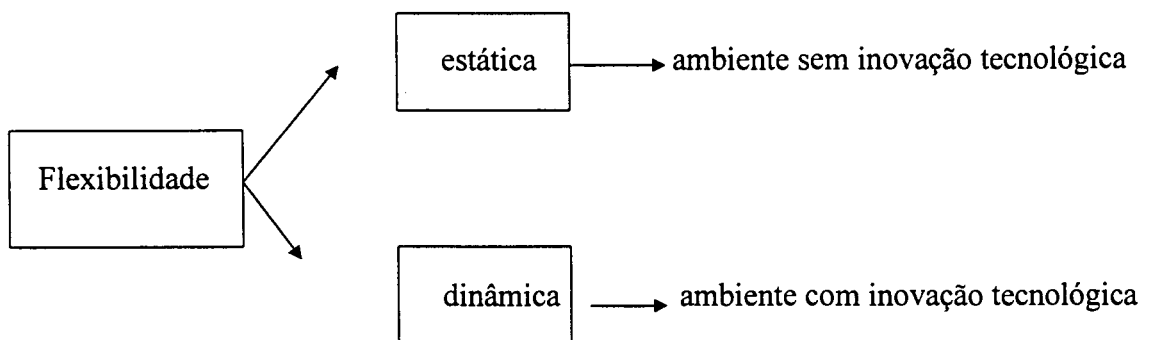 estática
ambiente sem inovação tecnológica
Flexibilidade
dinâmica
ambiente com inovação tecnológica